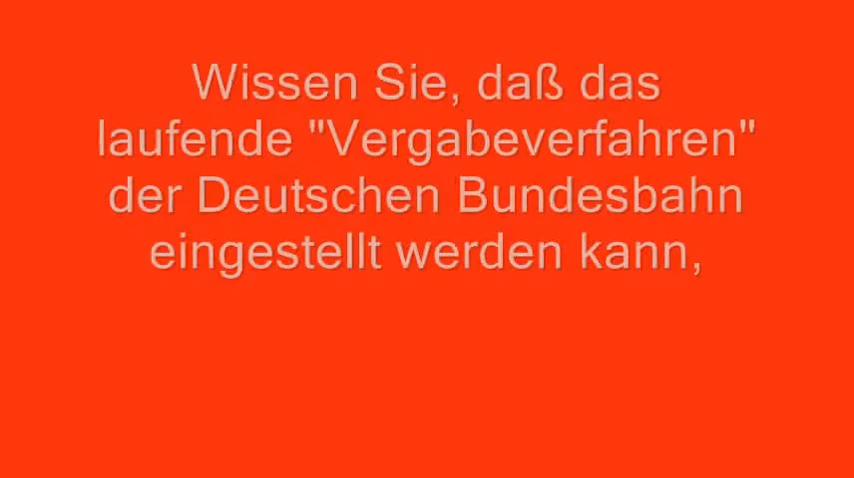 Wissen Sie, daß das
laufende "Vergabeverfahren"
der Deutschen Bundesbahn
eingestellt werden kann,